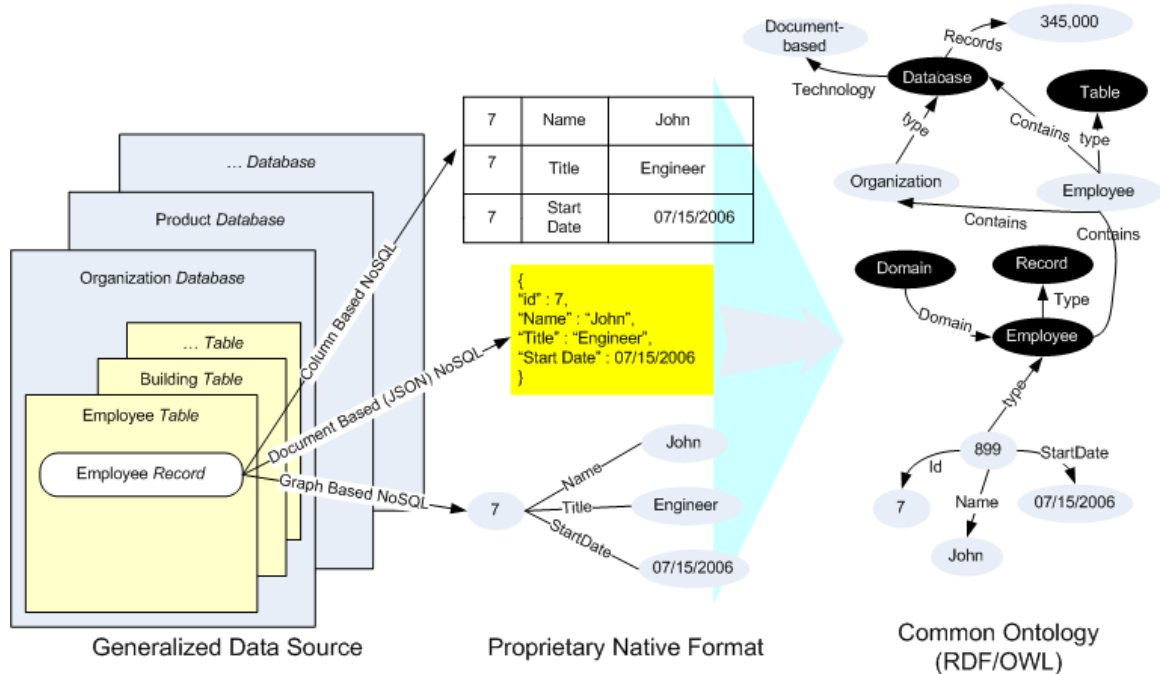 ... Database
Product Database
Organization Database
... Table
Building Table
Employee Table
Employee Record
Column Based NoSQL
Document Based (JSON) NoSQL
Graph Based NoSQL
Generalized Data Source
7 Name John
7 Title Engineer
7 Start
Date 07/15/2006
{
“id” : 7,
“Name” : “John”,
“Title” : “Engineer”,
“Start Date” : 07/15/2006
}
7
Name
John
Title
Engineer
StartDate
07/15/2006
Proprietary Native Format
Document-
based
Records
345,000
Technology
Database
Table
type
Contains
type
Organization
Employee
Contains
Contains
Domain
Record
Type
Domain
Employee
type
899
Id
StartDate
7
Name
07/15/2006
John
Common Ontology
(RDF/OWL)